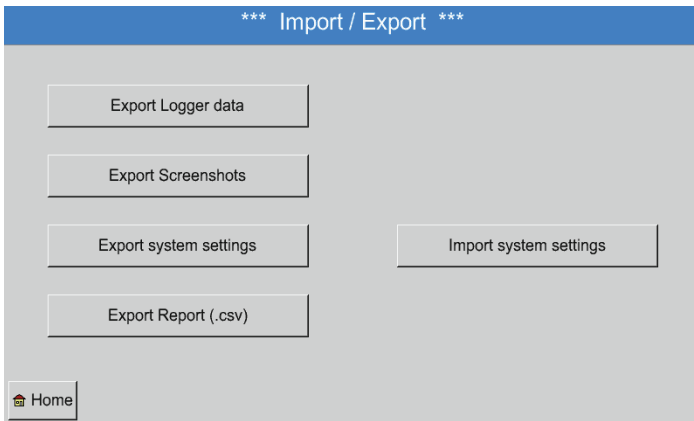 *** Import / Export ***
Export Logger data
Export Screenshots
Export system settings
Import system settings
Export Report (.csv)
Home